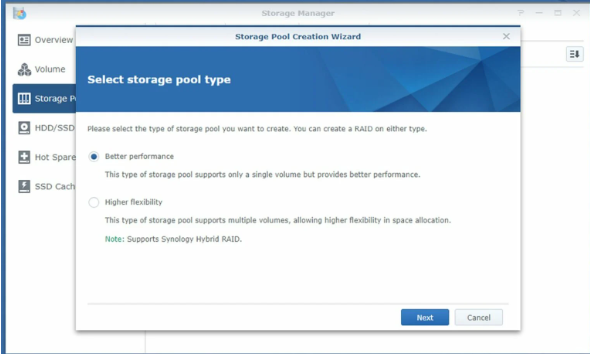 Storage Manager
Overview
Volume
Storage P
HDD/SSD
Hot Spare
SSD Cach
Storage Pool Creation Wizard
Select storage pool type
Please select the type of storage pool you want to create. You can create a RAID on either type.
Better performance
This type of storage pool supports only a single volume but provides better performance.
Higher flexibility
This type of storage pool supports multiple volumes, allowing higher flexibility in space allocation.
Note: Supports Synology Hybrid RAID.
Next Cancel